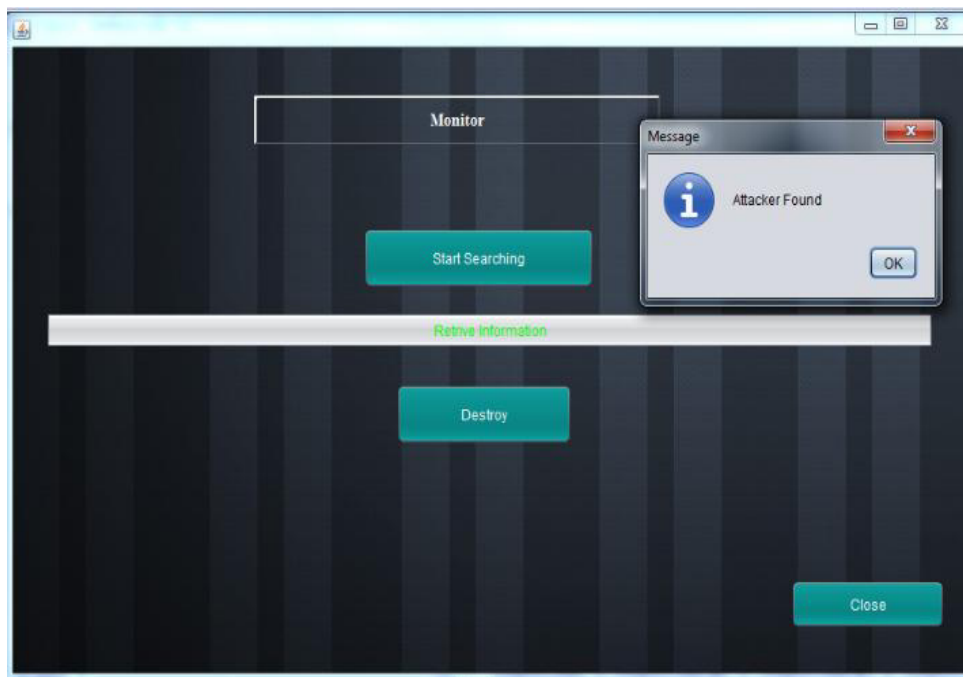 Monitor
Message
Attacker Found
Start Searching
OK
Retrive Information
Destroy
Close